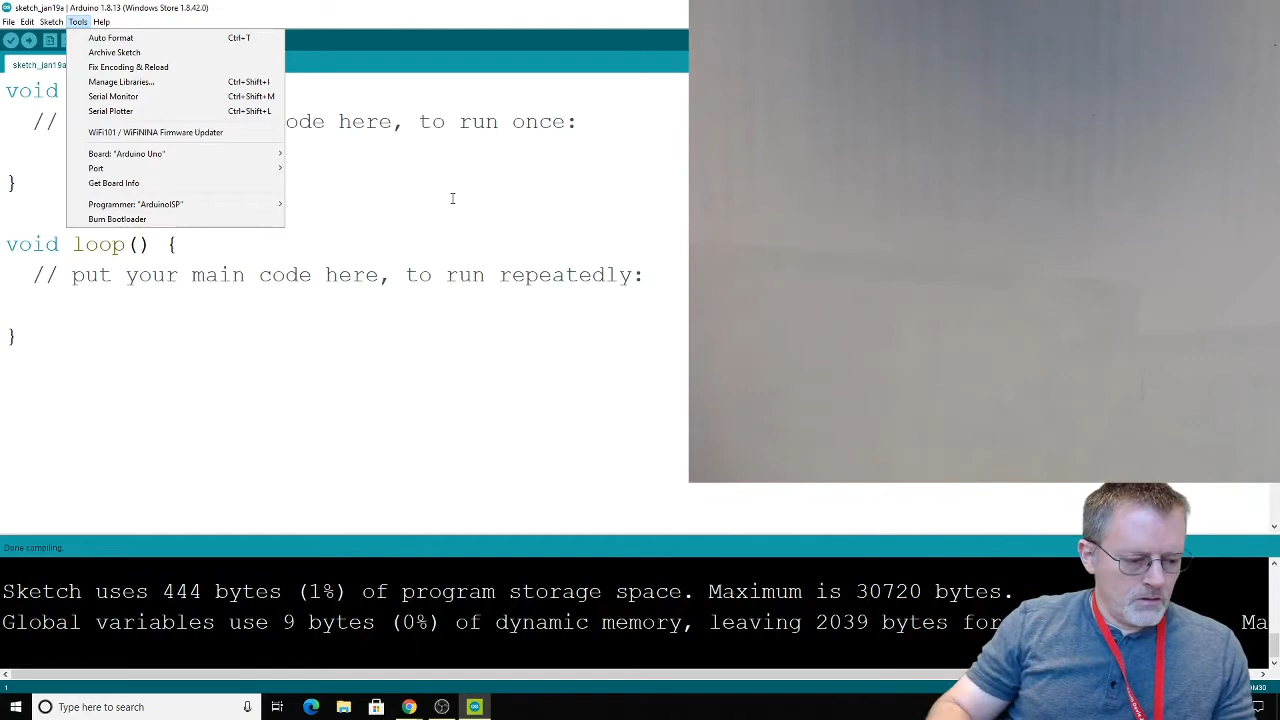 sketch_jan19a | Arduino 1.8.13 (Windows Store 1.8.42.0)
File Edit Sketch Tools Help
sketch_jan19a
Auto Format Ctrl+T
Archive Sketch
Fix Encoding & Reload
Manage Libraries... Ctrl+Shift+I
Serial Monitor Ctrl+Shift+M
Serial Plotter Ctrl+Shift+L
WiFi101 / WiFiNINA Firmware Updater
Board: "Arduino Uno"
Port
Get Board Info
Programmer: "ArduinoISP"
Burn Bootloader
void
// ode here, to run once:
}
void loop() {
// put your main code here, to run repeatedly:
}
Done compiling.
Sketch uses 444 bytes (1%) of program storage space. Maximum is 30720 bytes.
Global variables use 9 bytes (0%) of dynamic memory, leaving 2039 bytes for Ma
1
Type here to search